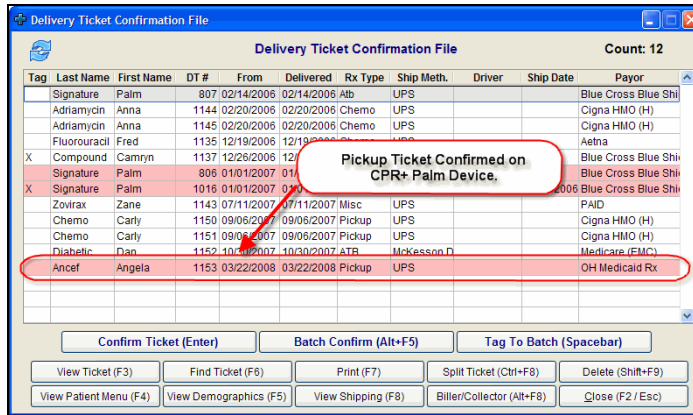 Delivery Ticket Confirmation File
Delivery Ticket Confirmation File Count: 12
Tag Last Name First Name DT # From Delivered Rx Type Ship Meth. Driver Ship Date Payor
Signature Palm 807 02/14/2006 02/14/2006 Atb UPS Blue Cross Blue Shi
Adriamycin Anna 1144 02/20/2006 02/20/2006 Chemo UPS Cigna HMO (H)
Adriamycin Anna 1145 02/20/2006 02/20/2006 Chemo UPS Cigna HMO (H)
Fluorouracil Fred 1135 12/19/2006 Aetna
X Compound Camryn 1137 12/26/2006 12/ Blue Cross Blue Shi
Signature Palm 806 01/01/2007 Blue Cross Blue Shi
X Signature Palm 1016 01/01/2007 006 Blue Cross Blue Shi
Pickup Ticket Confirmed on
CPR+ Palm Device.
Zovirax Zane 1143 07/11/2007 07/11/2007 Misc UPS PAID
Chemo Carly 1150 09/06/2007 09/06/2007 Pickup UPS Cigna HMO (H)
Chemo Carly 1151 09/06/2007 09/06/2007 Pickup UPS Cigna HMO (H)
Diabetic Dan 1152 10/30/2007 10/30/2007 ATB McKesson D Medicare (EMC)
Ancef Angela 1153 03/22/2008 03/22/2008 Pickup UPS OH Medicaid Rx
Confirm Ticket (Enter) Batch Confirm (Alt+F5) Tag To Batch (Spacebar)
View Ticket (F3) Find Ticket (F6) Print (F7) Split Ticket (Ctrl+F8) Delete (Shift+F9)
View Patient Menu (F4) View Demographics (F5) View Shipping (F8) Biller/Collector (Alt+F8) Close (F2 / Esc)